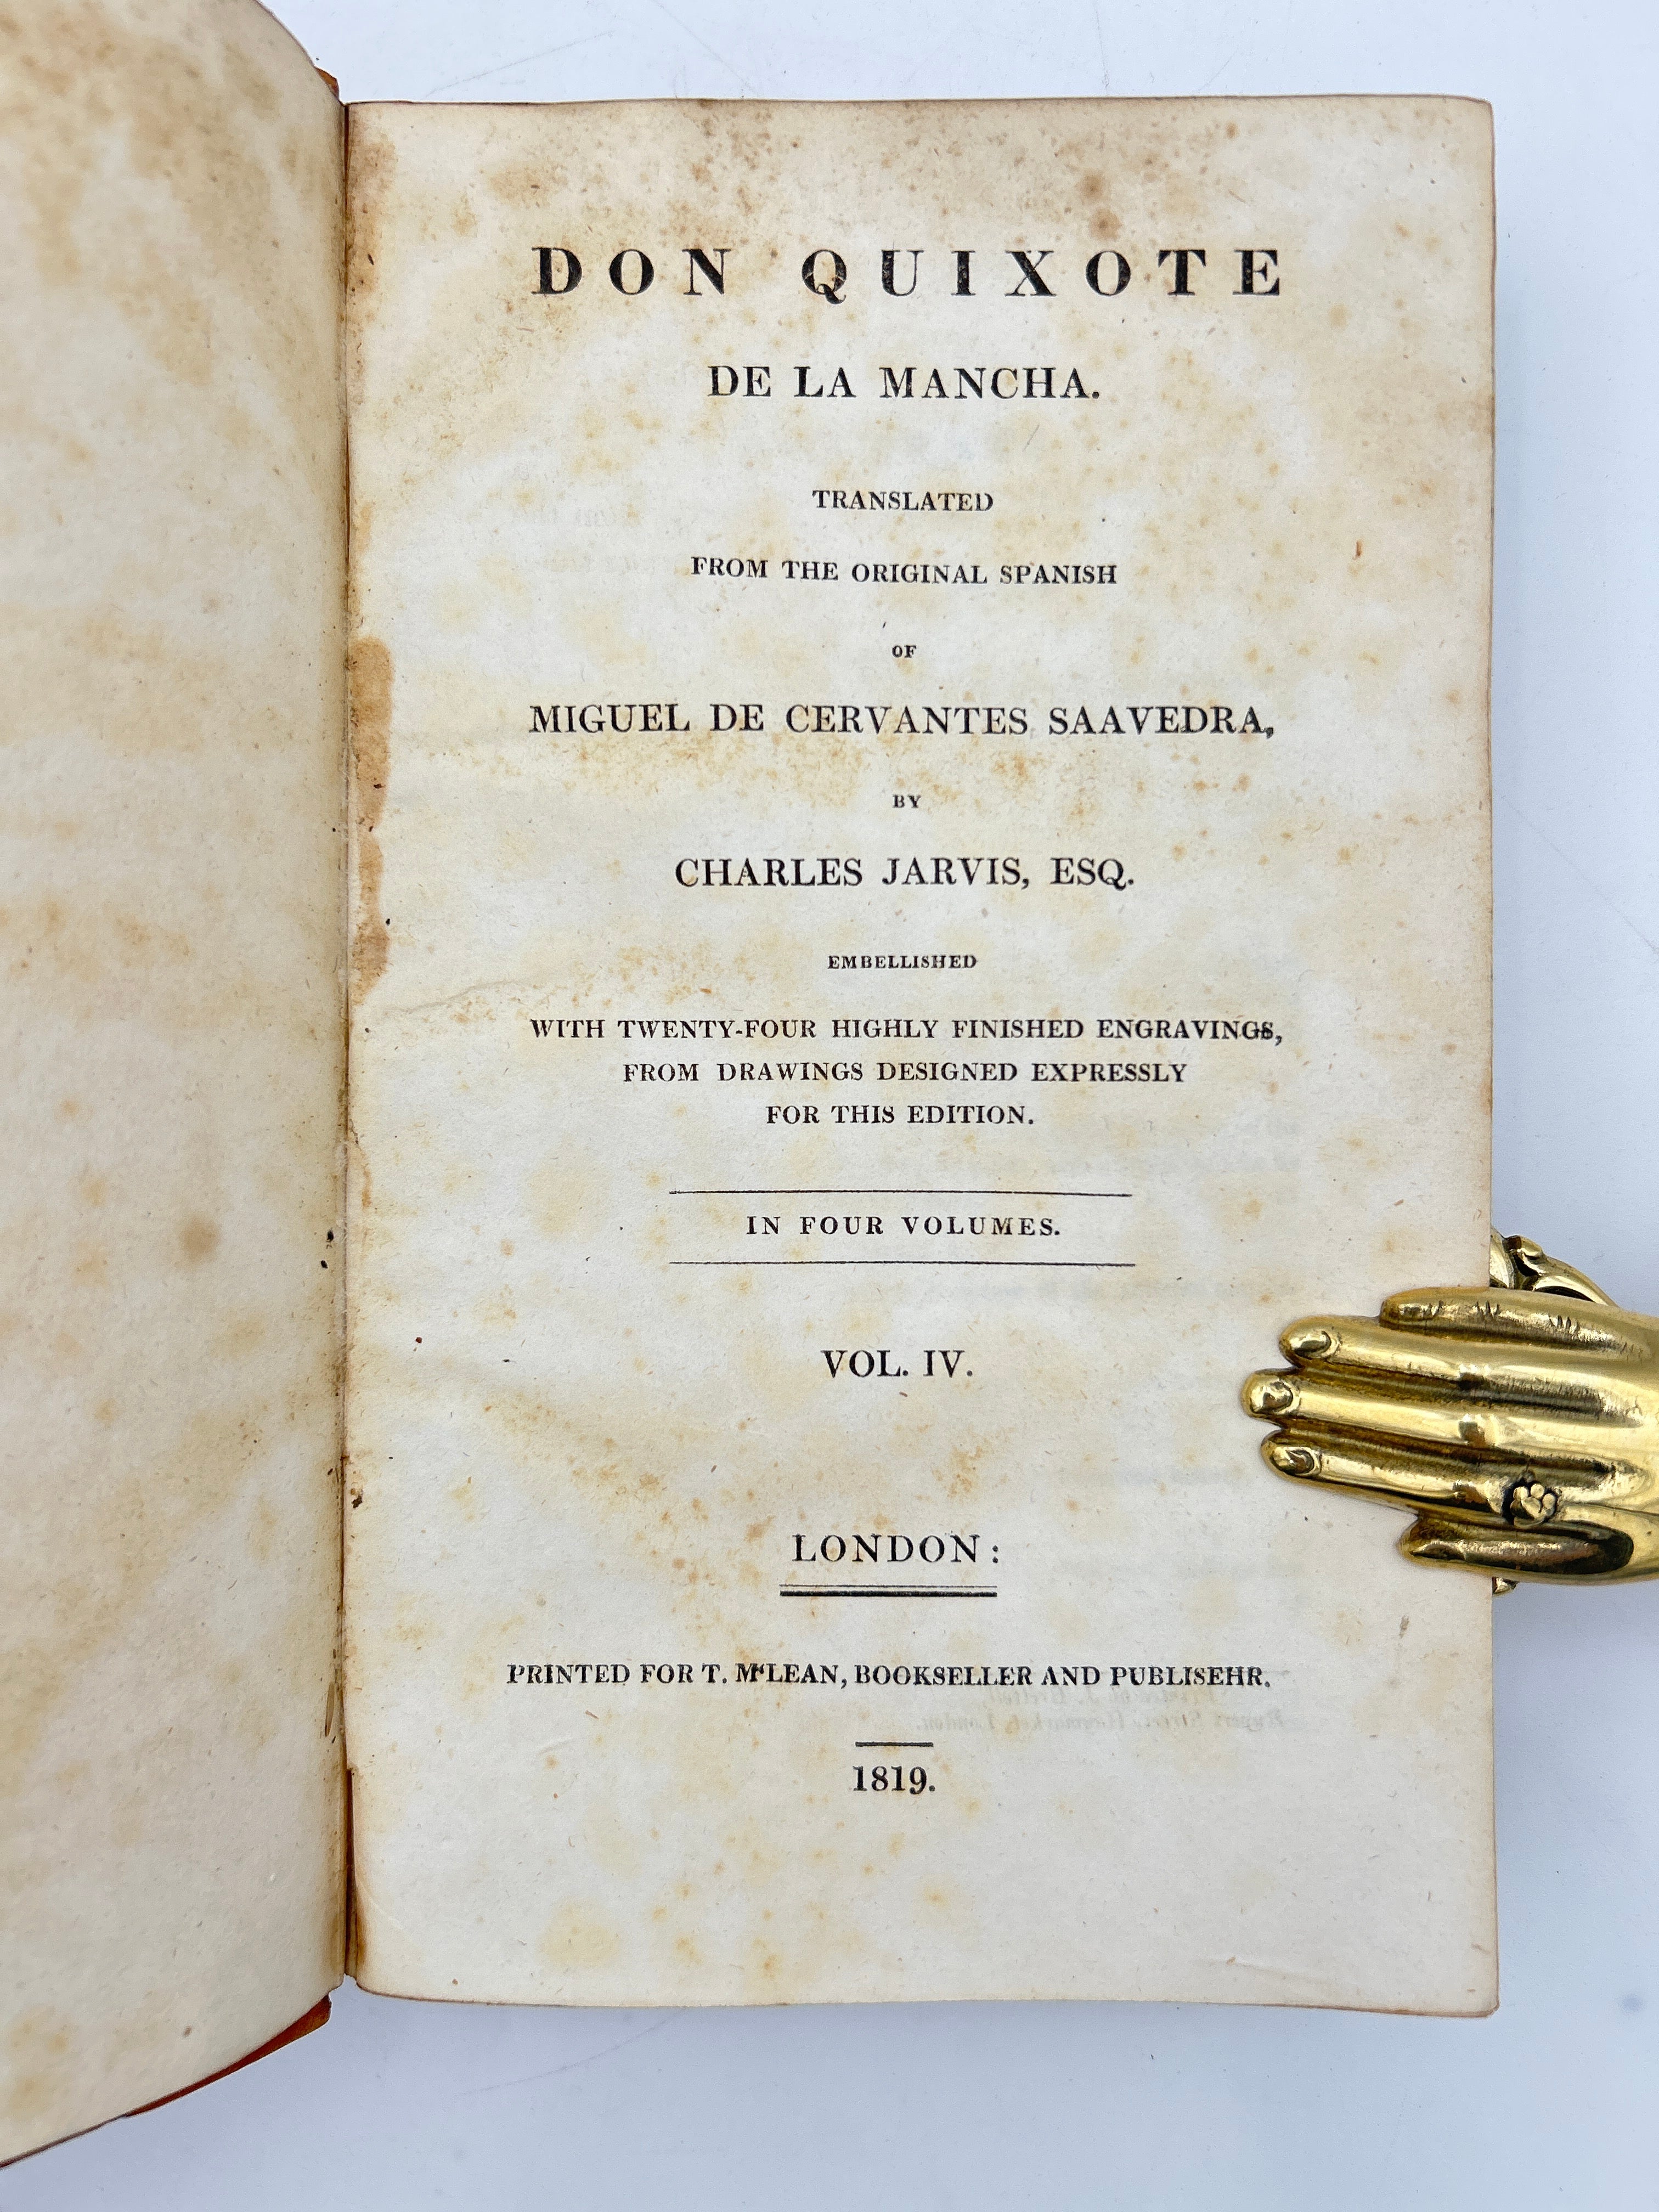 DON QUIXOTE
DE LA MANCHA.
TRANSLATED
FROM THE ORIGINAL SPANISH
OF
MIGUEL DE CERVANTES SAAVEDRA,
BY
CHARLES JARVIS, ESQ.
EMBELLISHED
WITH TWENTY-FOUR HIGHLY FINISHED ENGRAVINGS,
FROM DRAWINGS DESIGNED EXPRESSLY
FOR THIS EDITION.
IN FOUR VOLUMES.
VOL. IV.
LONDON:
PRINTED FOR T. MᶜLEAN, BOOKSELLER AND PUBLISEHR.
1819.